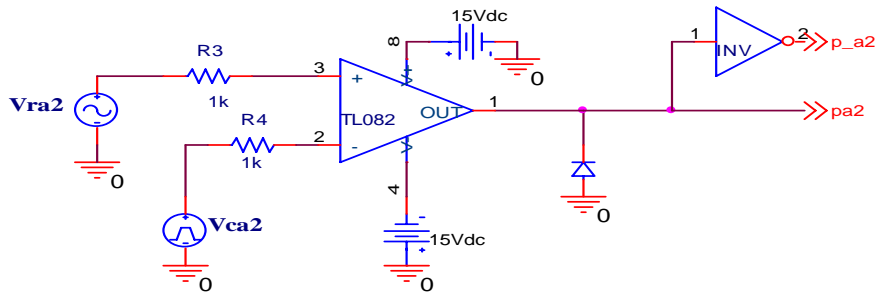 15Vdc
8
+ -
0
1 INV 2
p_a2
R3
1k
3
+
V+
Vra2
0
R4
1k
2
-
TL082
OUT
1
pa2
V-
4
0
Vca2
0
-
15Vdc
+
0